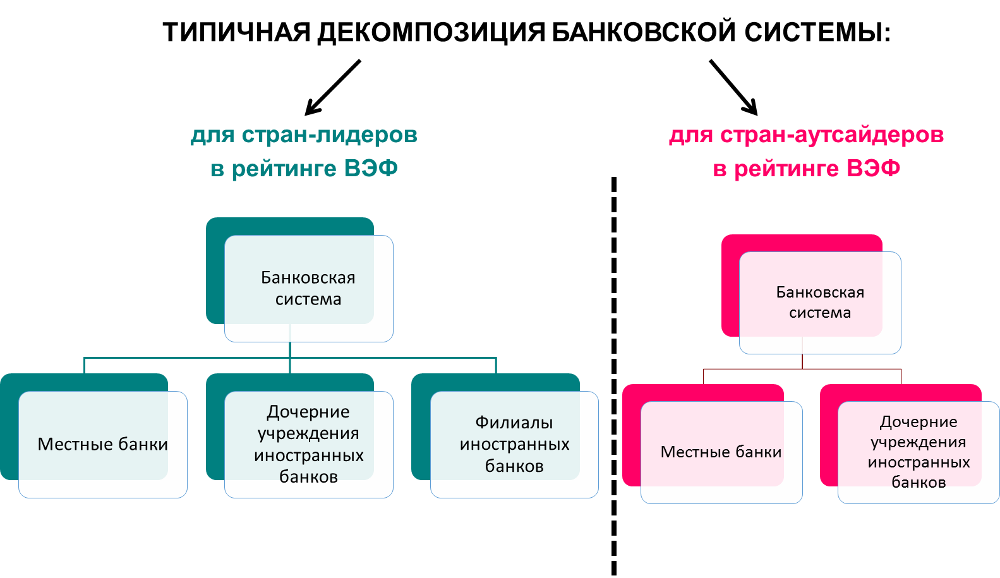 ТИПИЧНАЯ ДЕКОМПОЗИЦИЯ БАНКОВСКОЙ СИСТЕМЫ:
для стран-лидеров
в рейтинге ВЭФ
Банковская
система
Местные банки
Дочерние
учреждения
иностранных
банков
Филиалы
иностранных
банков
для стран-аутсайдеров
в рейтинге ВЭФ
Банковская
система
Местные банки
Дочерние
учреждения
иностранных
банков